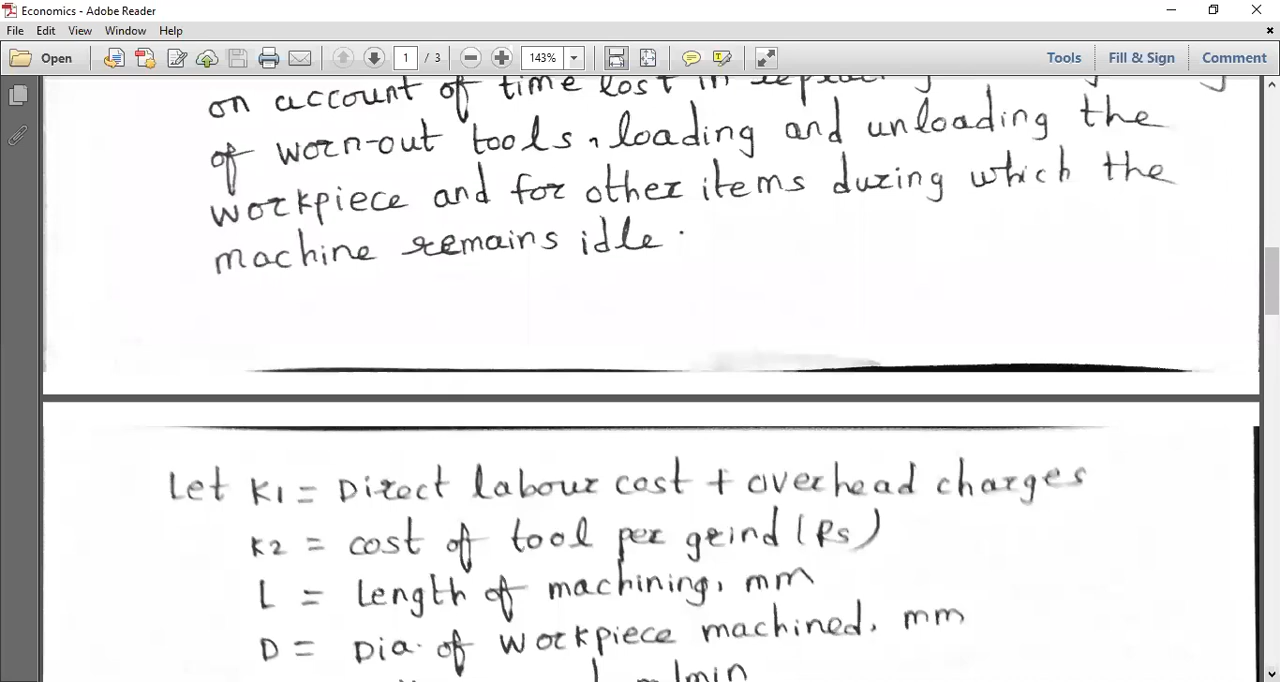 Economics - Adobe Reader
File Edit View Window Help
Open 1 / 3 143% Tools Fill & Sign Comment
on account of time lost in
of worn-out tools, loading and unloading the
workpiece and for other items during which the
machine remains idle.
Let K1 = Direct labour cost + overhead charges
K2 = cost of tool per grind (Rs)
L = Length of machining, mm
D = Dia. of workpiece machined, mm
m/min